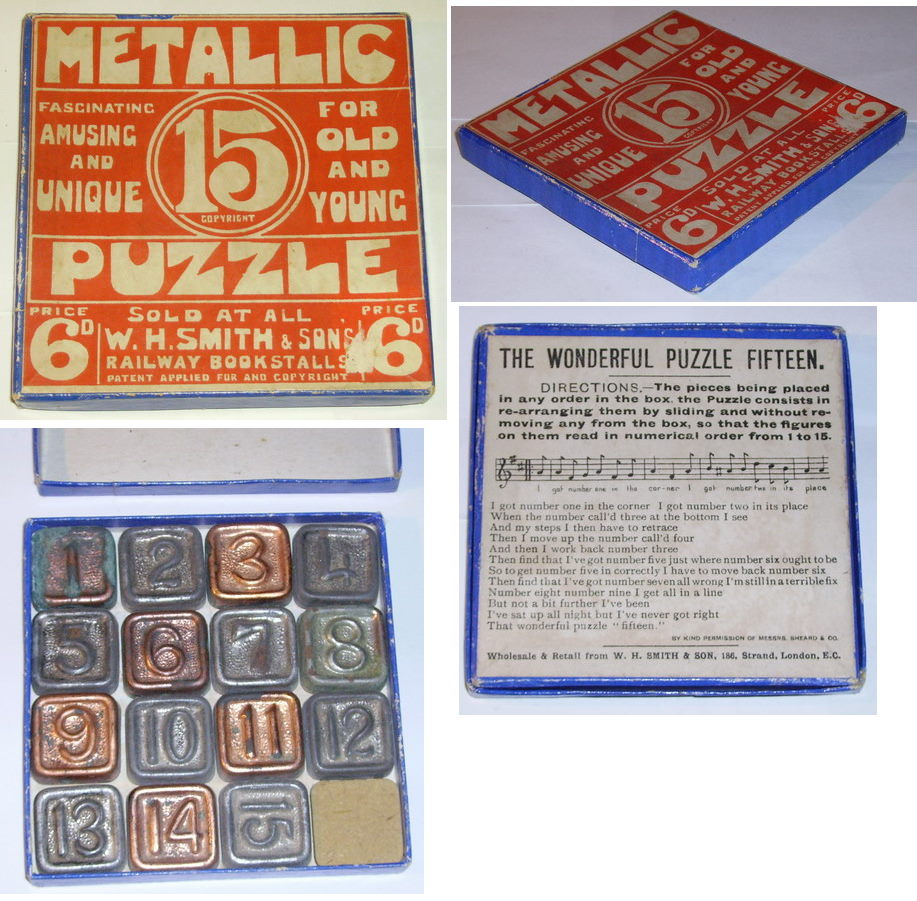 METALLIC
FASCINATING
AMUSING
AND
UNIQUE
15
COPYRIGHT
FOR
OLD
AND
YOUNG
PUZZLE
PRICE
6D
SOLD AT ALL
W. H. SMITH & SON'S
RAILWAY BOOKSTALLS
PATENT APPLIED FOR AND COPYRIGHT
PRICE
6D
METALLIC
FASCINATING
AMUSING
AND
UNIQUE
15
COPYRIGHT
FOR
OLD
AND
YOUNG
PUZZLE
PRICE
6D
SOLD AT ALL
W. H. SMITH & SON'S
RAILWAY BOOKSTALLS
PATENT APPLIED FOR AND COPYRIGHT
PRICE
6D
1 2 3 4
5 6 7 8
9 10 11 12
13 14 15
THE WONDERFUL PUZZLE FIFTEEN.
DIRECTIONS.—The pieces being placed
in any order in the box, the Puzzle consists in
re-arranging them by sliding and without re-
moving any from the box, so that the figures
on them read in numerical order from 1 to 15.
I got number one in the cor-ner I got number two in its place
I got number one in the corner I got number two in its place
When the number call'd three at the bottom I see
And my steps I then have to retrace
Then I move up the number call'd four
And then I work back number three
Then find that I've got number five just where number six ought to be
So to get number five in correctly I have to move back number six
Then find that I've got number seven all wrong I'm still in a terrible fix
Number eight number nine I get all in a line
But not a bit further I've been
I've sat up all night but I've never got right
That wonderful puzzle "fifteen."
BY KIND PERMISSION OF MESSRS. SHEARD & CO.
Wholesale & Retail from W. H. SMITH & SON, 186, Strand, London, E.C.